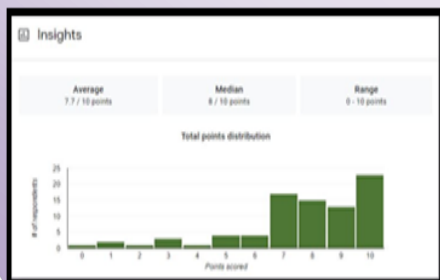 Insights
Average
7.7 / 10 points
Median
8 / 10 points
Range
0 - 10 points
Total points distribution
# of respondents
25
20
15
10
5
0
0 1 2 3 4 5 6 7 8 9 10
Points scored